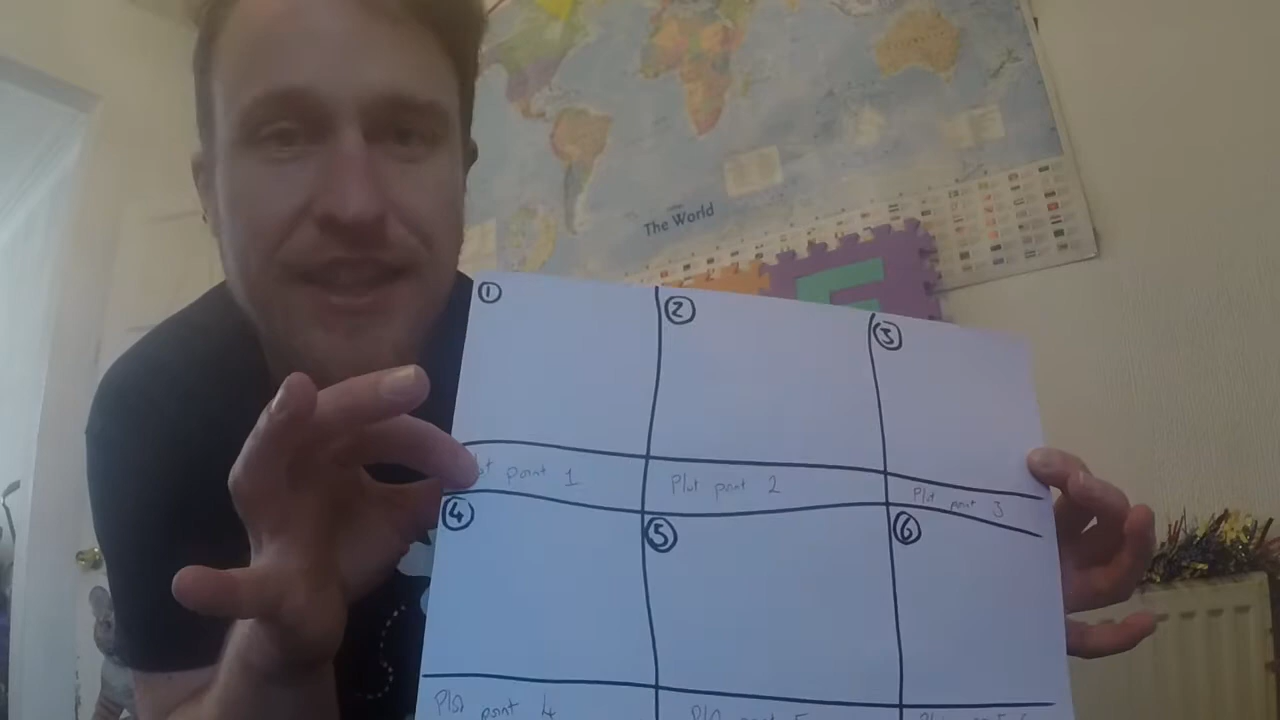 The World
E
① ② ③
point 1 Plot point 2 Plot point 3
④ ⑤ ⑥
Plot point 4